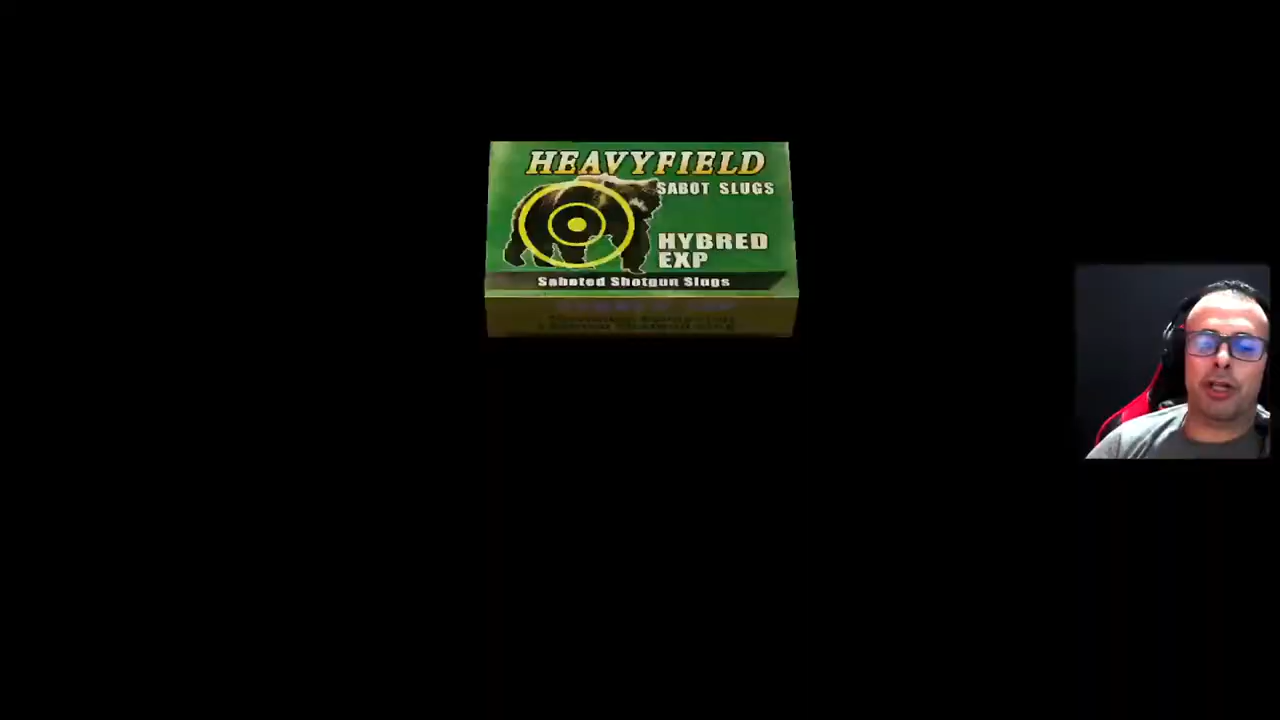 HEAVYFIELD
SABOT SLUGS
HYBRED
EXP
Saboted Shotgun Slugs